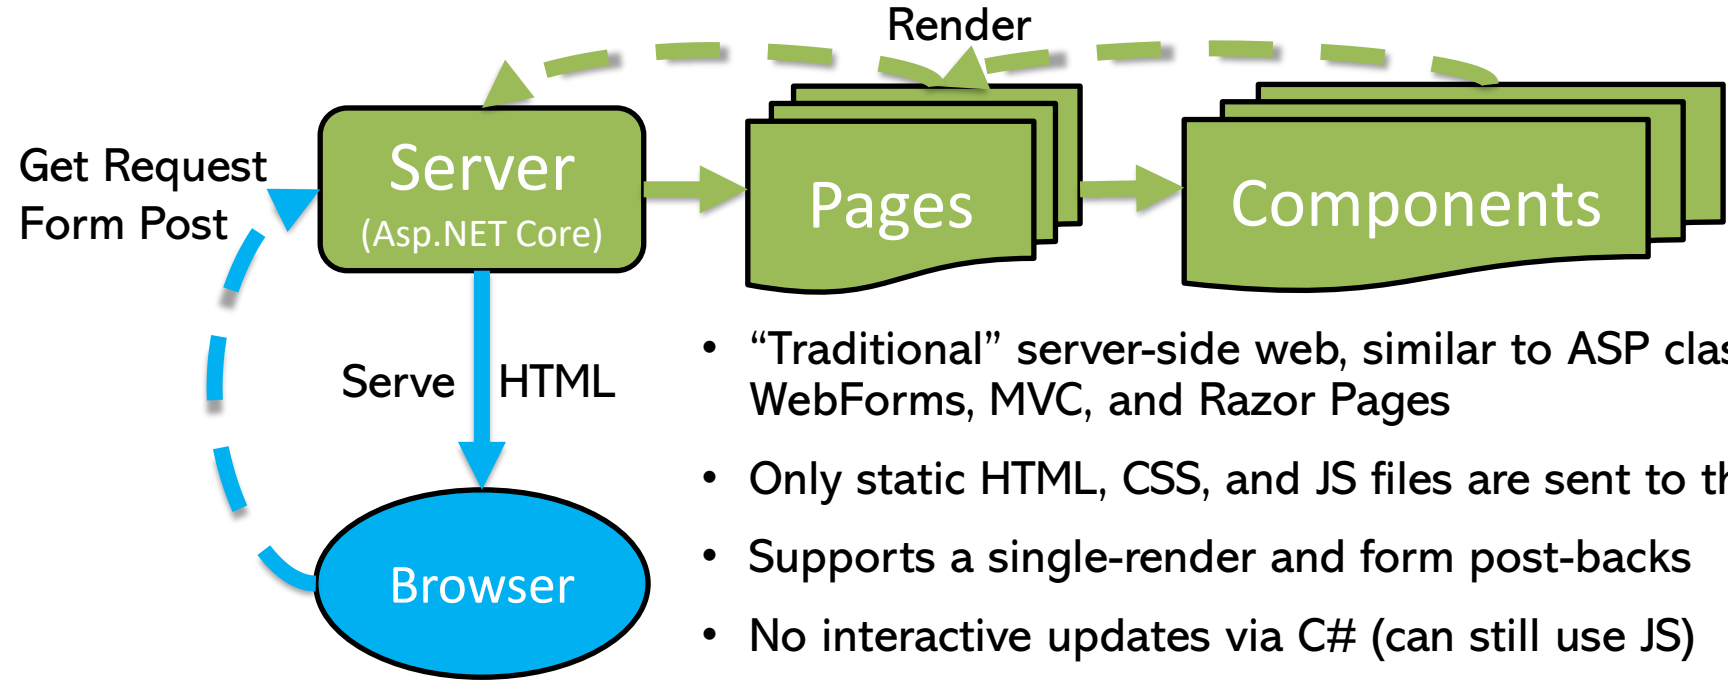 Render
Get Request
Form Post
Server
(Asp.NET Core)
Pages
Components
Serve HTML
Browser
• “Traditional” server-side web, similar to ASP
WebForms, MVC, and Razor Pages
• Only static HTML, CSS, and JS files are sent to
• Supports a single-render and form post-backs
• No interactive updates via C# (can still use JS)